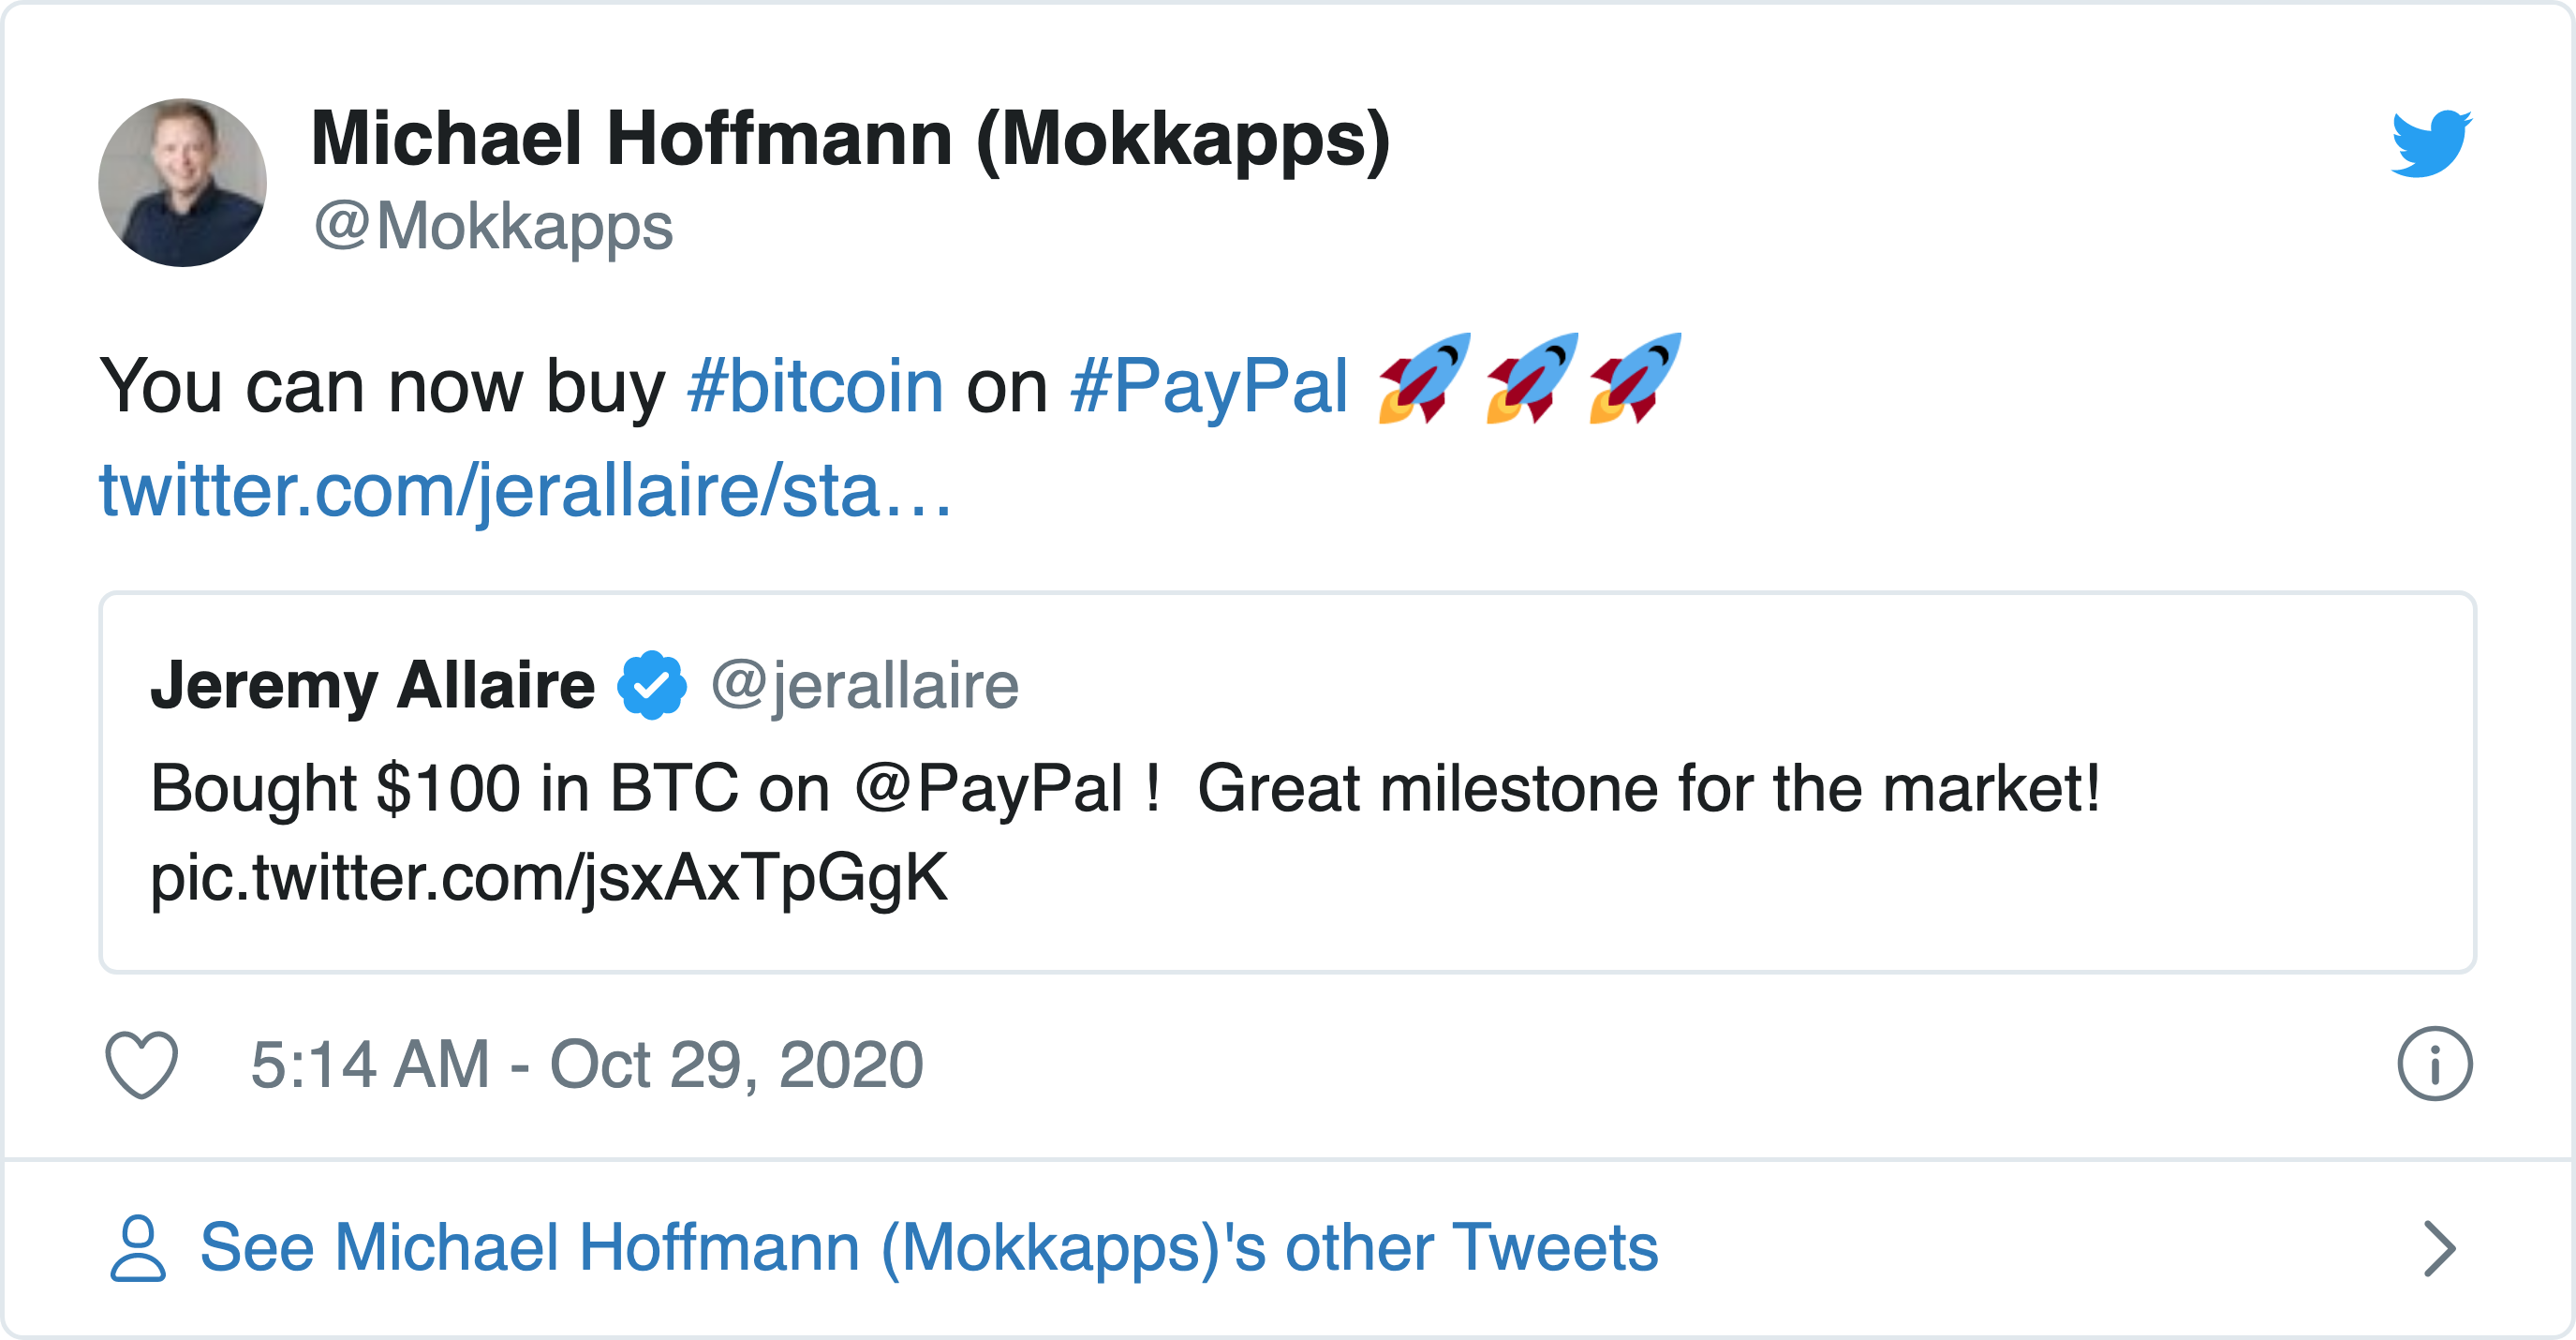 Michael Hoffmann (Mokkapps)
@Mokkapps
You can now buy #bitcoin on #PayPal 🚀🚀🚀
twitter.com/jerallaire/sta…
Jeremy Allaire @jerallaire
Bought $100 in BTC on @PayPal !  Great milestone for the market!
pic.twitter.com/jsxAxTpGgK
5:14 AM - Oct 29, 2020
See Michael Hoffmann (Mokkapps)'s other Tweets